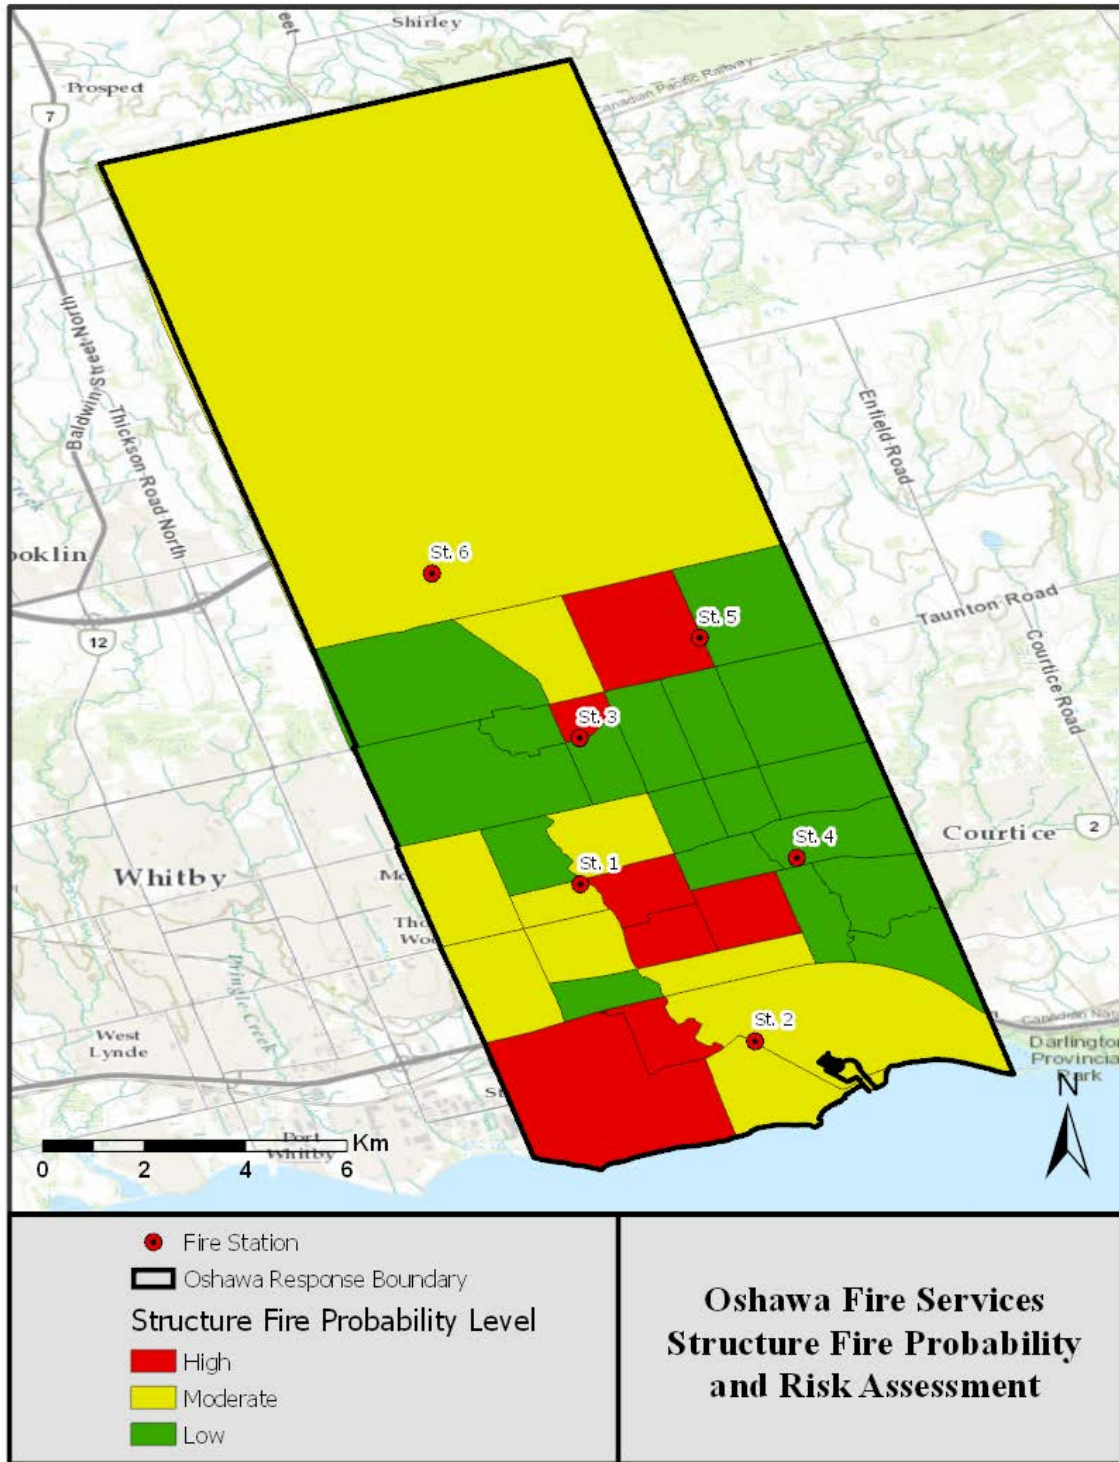 Shirley
Prospect
Canadian Pacific Railway
7
Baldwin Street North
Thickson Road North
Enfield Road
St. 6
ooklin
Taunton Road
12
St. 5
Courtice Road
St. 3
Courtice
2
St. 4
Whitby
St. 1
Pringle Creek
West
Lynde
St. 2
Darlington
Provincial
Park
N
Port
Whitby
Km
0 2 4 6
Fire Station
Oshawa Response Boundary
Structure Fire Probability Level
High
Moderate
Low
Oshawa Fire Services
Structure Fire Probability
and Risk Assessment